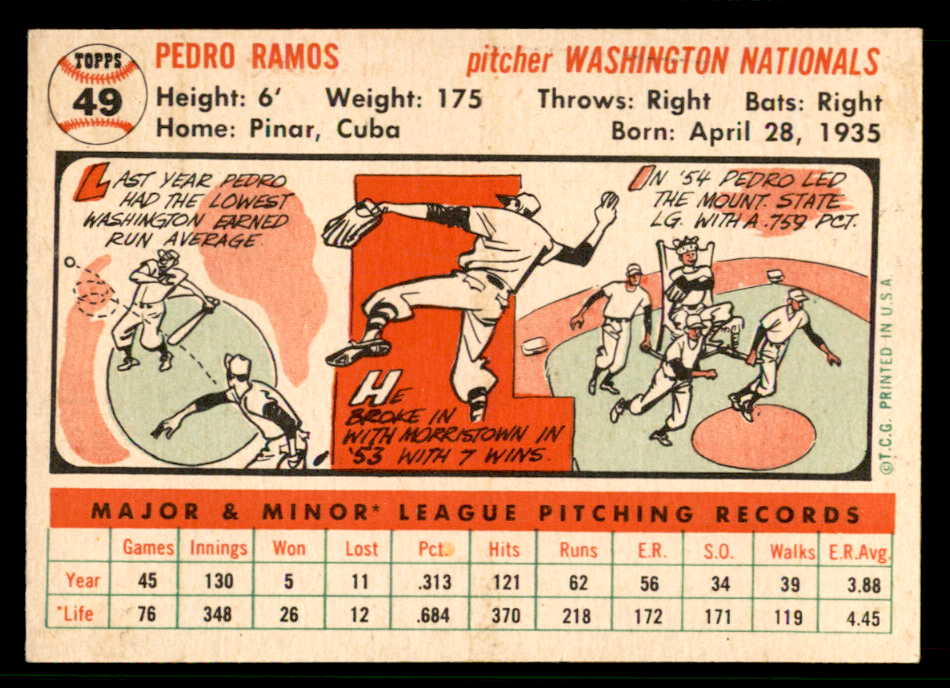 TOPPS
49
PEDRO RAMOS
pitcher WASHINGTON NATIONALS
Height: 6' Weight: 175 Throws: Right Bats: Right
Home: Pinar, Cuba Born: April 28, 1935
LAST YEAR PEDRO
HAD THE LOWEST
WASHINGTON EARNED
RUN AVERAGE.
HE
BROKE IN
WITH MORRISTOWN IN
'53 WITH 7 WINS.
IN '54 PEDRO LED
THE MOUNT. STATE
LG. WITH A .759 PCT.
©T.C.G. PRINTED IN U.S.A.
MAJOR & MINOR* LEAGUE PITCHING RECORDS
Games Innings Won Lost Pct. Hits Runs E.R. S.O. Walks E.R.Avg.
Year 45 130 5 11 .313 121 62 56 34 39 3.88
*Life 76 348 26 12 .684 370 218 172 171 119 4.45